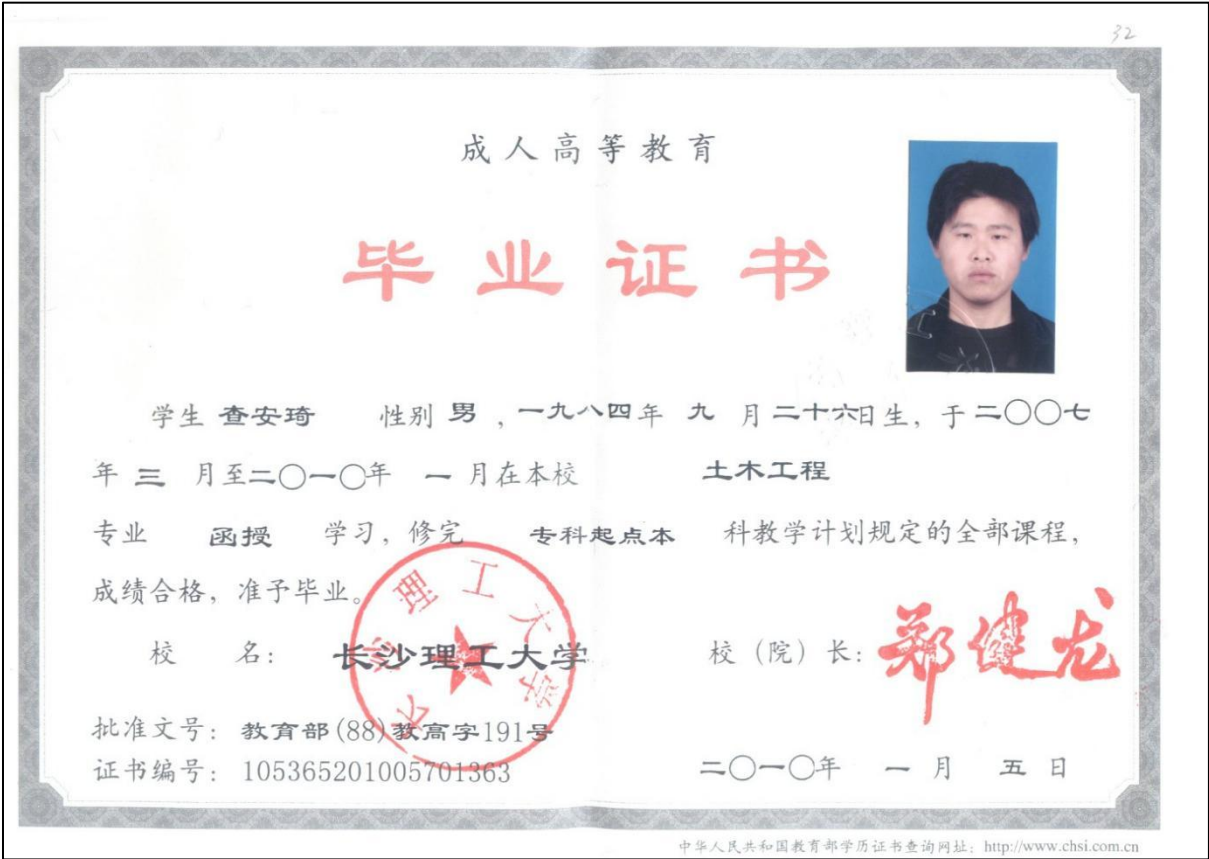 32
成人高等教育
毕业证书
学生 查安琦 性别 男 ，一九八四年 九 月二十六日生，于二〇〇七
年 三 月至二〇一〇年 一 月在本校 土木工程
专业 函授 学习，修完 专科起点本 科教学计划规定的全部课程，
成绩合格，准予毕业。
校 名： 长沙理工大学 校（院）长：郑健龙
长沙理工大学
批准文号：教育部(88)教高字191号
证书编号：105365201005701363 二〇一〇年 一 月 五 日
中华人民共和国教育部学历证书查询网址：http://www.chsi.com.cn